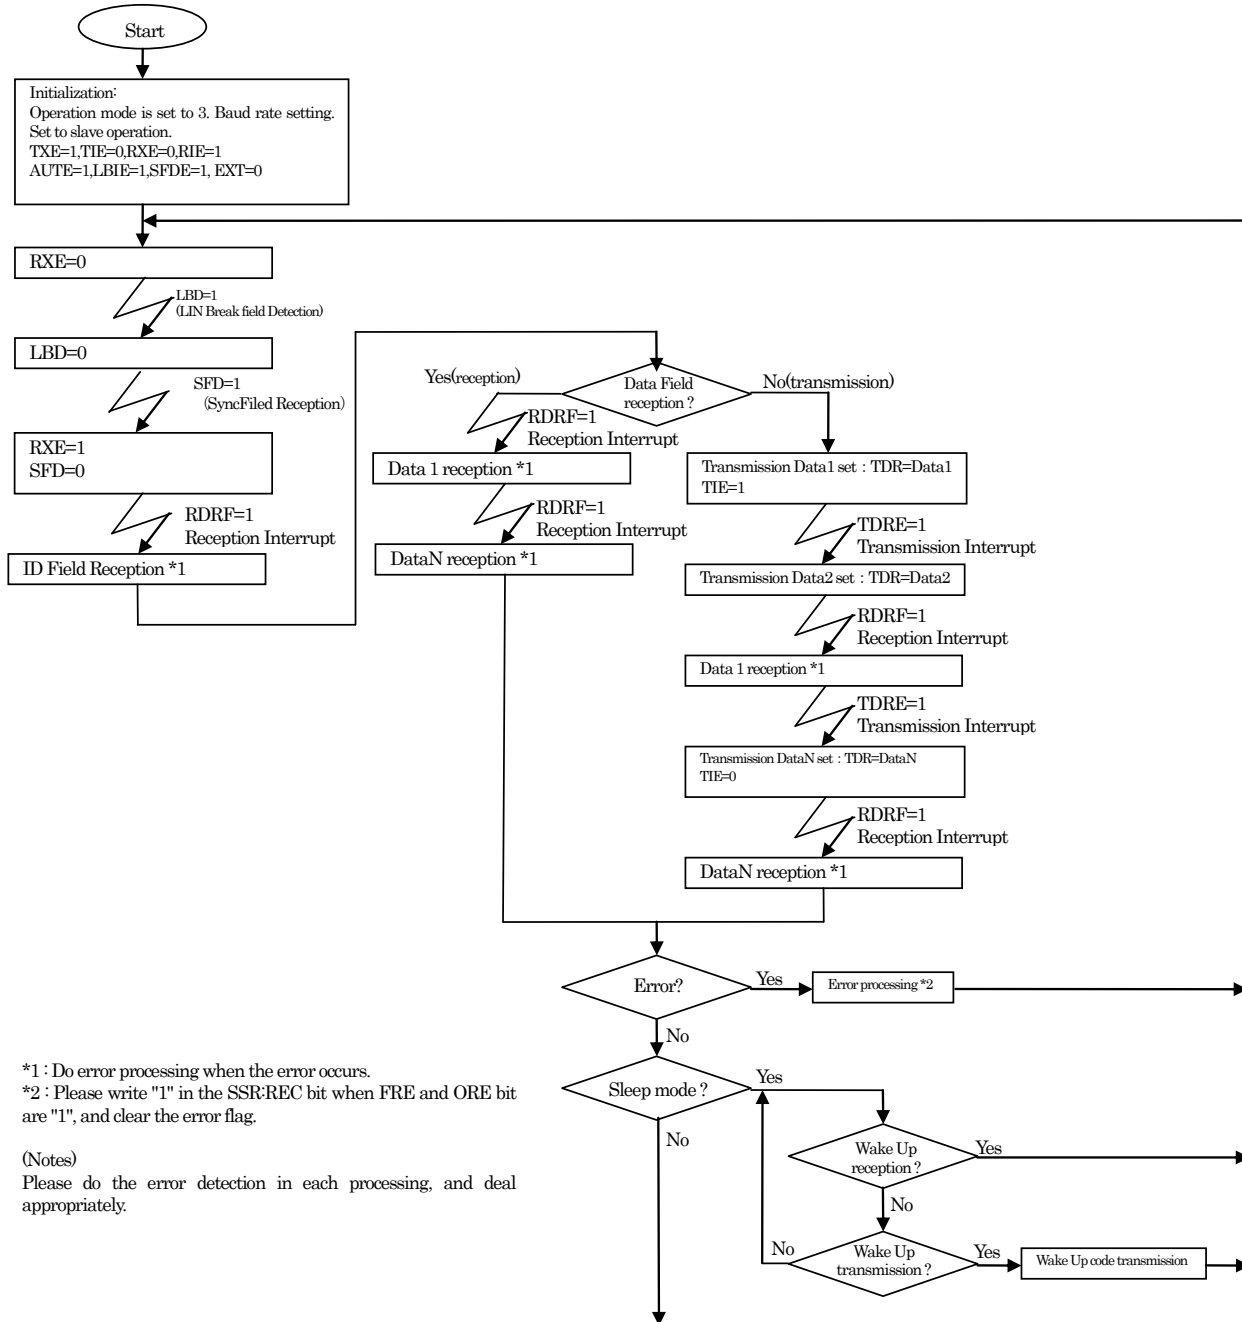 Start
Initialization:
Operation mode is set to 3. Baud rate setting.
Set to slave operation.
TXE=1,TIE=0,RXE=0,RIE=1
AUTE=1,LBIE=1,SFDE=1, EXT=0
RXE=0
LBD=1
(LIN Break field Detection)
LBD=0
SFD=1
(SyncFiled Reception)
RXE=1
SFD=0
RDRF=1
Reception Interrupt
ID Field Reception *1
Data Field
reception ?
Yes(reception)
No(transmission)
RDRF=1
Reception Interrupt
Data 1 reception *1
RDRF=1
Reception Interrupt
DataN reception *1
Transmission Data1 set : TDR=Data1
TIE=1
TDRE=1
Transmission Interrupt
Transmission Data2 set : TDR=Data2
RDRF=1
Reception Interrupt
Data 1 reception *1
TDRE=1
Transmission Interrupt
Transmission DataN set : TDR=DataN
TIE=0
RDRF=1
Reception Interrupt
DataN reception *1
Error?
Yes
Error processing *2
No
Sleep mode ?
Yes
No
Wake Up
reception ?
Yes
No
Wake Up
transmission ?
No
Yes
Wake Up code transmission
*1 : Do error processing when the error occurs.
*2 : Please write "1" in the SSR:REC bit when FRE and ORE bit
are "1", and clear the error flag.
(Notes)
Please do the error detection in each processing, and deal
appropriately.